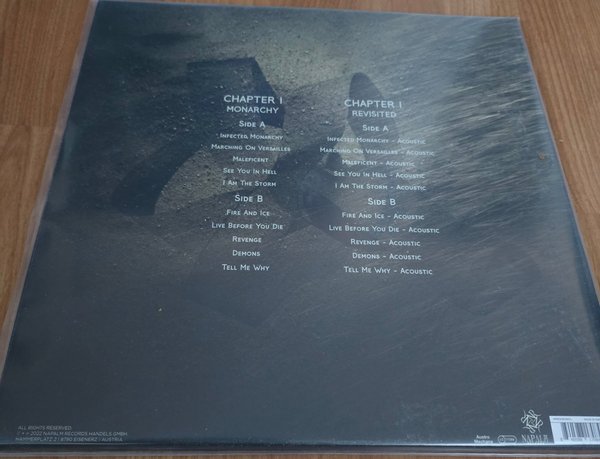 CHAPTER I
MONARCHY
SIDE A
INFECTED MONARCHY
MARCHING ON VERSAILLES
MALEFICENT
SEE YOU IN HELL
I AM THE STORM
SIDE B
FIRE AND ICE
LIVE BEFORE YOU DIE
REVENGE
DEMONS
TELL ME WHY
CHAPTER I
REVISITED
SIDE A
INFECTED MONARCHY - ACOUSTIC
MARCHING ON VERSAILLES - ACOUSTIC
MALEFICENT - ACOUSTIC
SEE YOU IN HELL - ACOUSTIC
I AM THE STORM - ACOUSTIC
SIDE B
FIRE AND ICE - ACOUSTIC
LIVE BEFORE YOU DIE - ACOUSTIC
REVENGE - ACOUSTIC
DEMONS - ACOUSTIC
TELL ME WHY - ACOUSTIC
ALL RIGHTS RESERVED.
© + ℗ 2022 NAPALM RECORDS HANDELS GMBH.
HAMMERPLATZ 2 | 8790 EISENERZ | AUSTRIA
Austro
Mechana
NAPALM